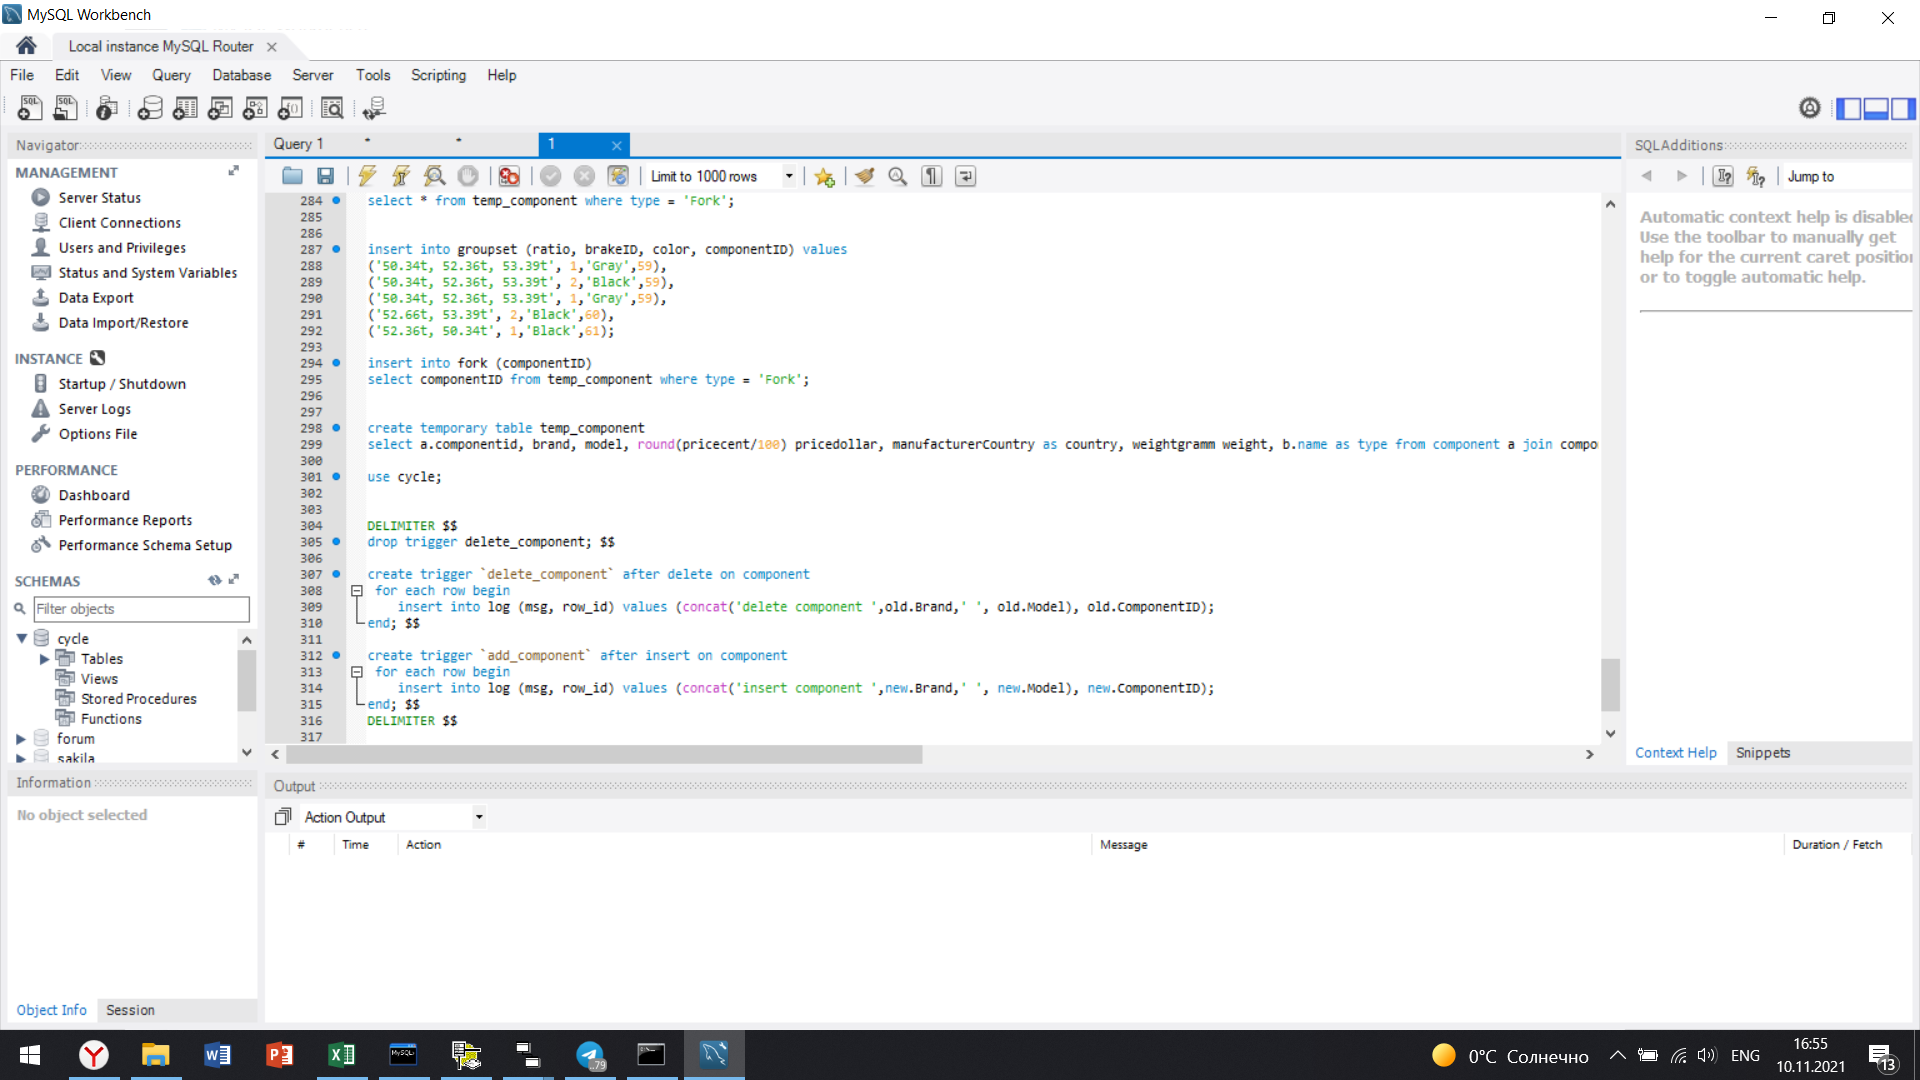 MySQL Workbench
Local instance MySQL Router
File Edit View Query Database Server Tools Scripting Help
Navigator
MANAGEMENT
Server Status
Client Connections
Users and Privileges
Status and System Variables
Data Export
Data Import/Restore
INSTANCE
Startup / Shutdown
Server Logs
Options File
PERFORMANCE
Dashboard
Performance Reports
Performance Schema Setup
SCHEMAS
Filter objects
cycle
Tables
Views
Stored Procedures
Functions
forum
sakila
Information
No object selected
Object Info Session
Query 1 * * 1
Limit to 1000 rows
284 select * from temp_component where type = 'Fork';
285
286
287 insert into groupset (ratio, brakeID, color, componentID) values
288 ('50.34t, 52.36t, 53.39t', 1,'Gray',59),
289 ('50.34t, 52.36t, 53.39t', 2,'Black',59),
290 ('50.34t, 52.36t, 53.39t', 1,'Gray',59),
291 ('52.66t, 53.39t', 2,'Black',60),
292 ('52.36t, 50.34t', 1,'Black',61);
293
294 insert into fork (componentID)
295 select componentID from temp_component where type = 'Fork';
296
297
298 create temporary table temp_component
299 select a.componentid, brand, model, round(pricecent/100) pricedollar, manufacturerCountry as country, weightgramm weight, b.name as type from component a join compo
300
301 use cycle;
302
303
304 DELIMITER $$
305 drop trigger delete_component; $$
306
307 create trigger `delete_component` after delete on component
308 for each row begin
309 insert into log (msg, row_id) values (concat('delete component ',old.Brand,' ', old.Model), old.ComponentID);
310 end; $$
311
312 create trigger `add_component` after insert on component
313 for each row begin
314 insert into log (msg, row_id) values (concat('insert component ',new.Brand,' ', new.Model), new.ComponentID);
315 end; $$
316 DELIMITER $$
317
SQLAdditions
Jump to
Automatic context help is disabled
Use the toolbar to manually get
help for the current caret position
or to toggle automatic help.
Context Help Snippets
Output
Action Output
# Time Action Message Duration / Fetch
79
0°C Солнечно
ENG
16:55
10.11.2021
13